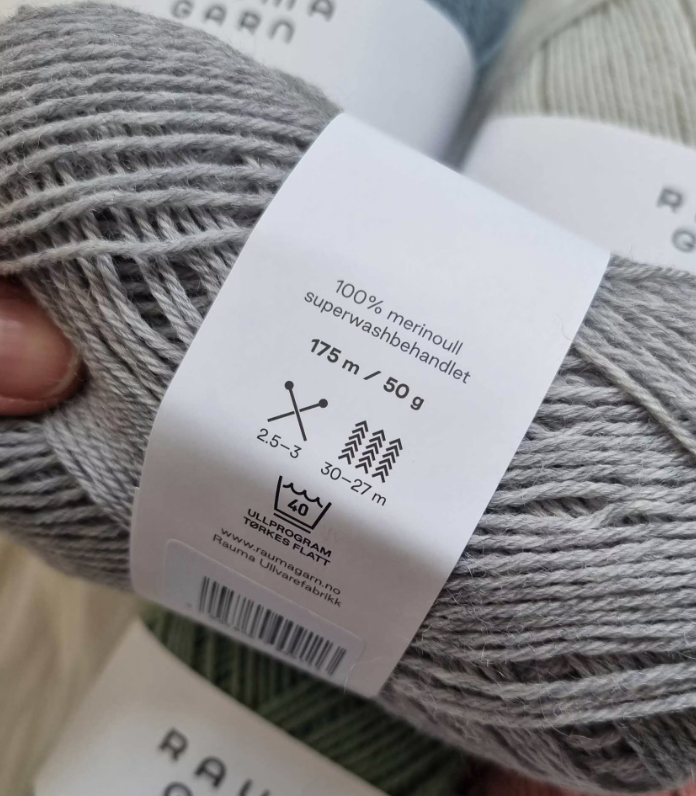 GARN
100% merinoull
superwashbehandlet
175 m / 50 g
2.5–3
30–27 m
40
ULLPROGRAM
TØRKES FLATT
www.raumagarn.no
Rauma Ullvarefabrikk